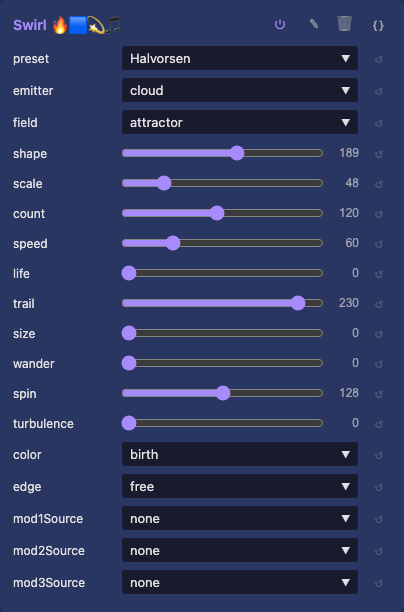 Swirl 🔥🟦💫🎵 { }
preset Halvorsen
emitter cloud
field attractor
shape 189
scale 48
count 120
speed 60
life 0
trail 230
size 0
wander 0
spin 128
turbulence 0
color birth
edge free
mod1Source none
mod2Source none
mod3Source none